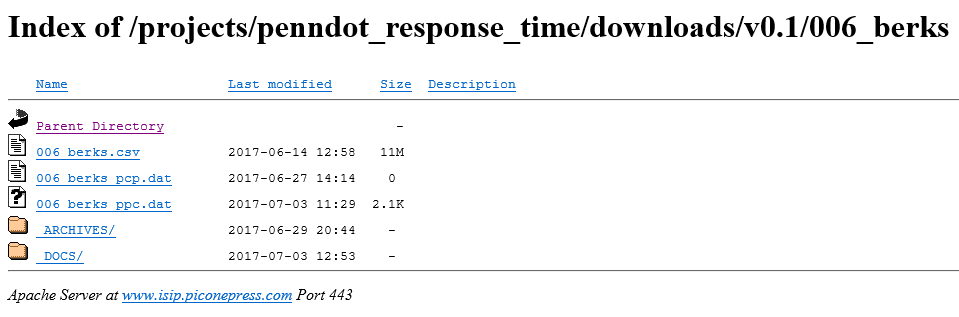 Index of /projects/penndot_response_time/downloads/v0.1/006_berks
Name Last modified Size Description
Parent Directory -
006_berks.csv 2017-06-14 12:58 11M
006_berks_pcp.dat 2017-06-27 14:14 0
006_berks_ppc.dat 2017-07-03 11:29 2.1K
_ARCHIVES/ 2017-06-29 20:44 -
_DOCS/ 2017-07-03 12:53 -
Apache Server at www.isip.piconepress.com Port 443